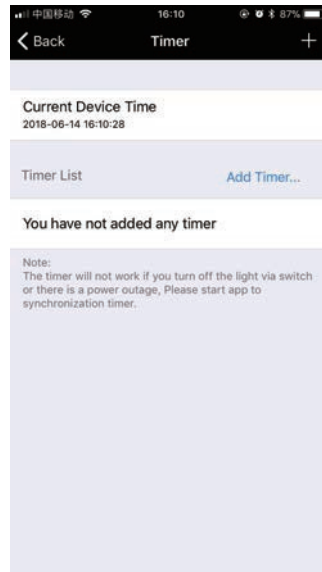 中国移动 16:10 87%
Back Timer +
Current Device Time
2018-06-14 16:10:28
Timer List Add Timer...
You have not added any timer
Note:
The timer will not work if you turn off the light via switch
or there is a power outage, Please start app to
synchronization timer.